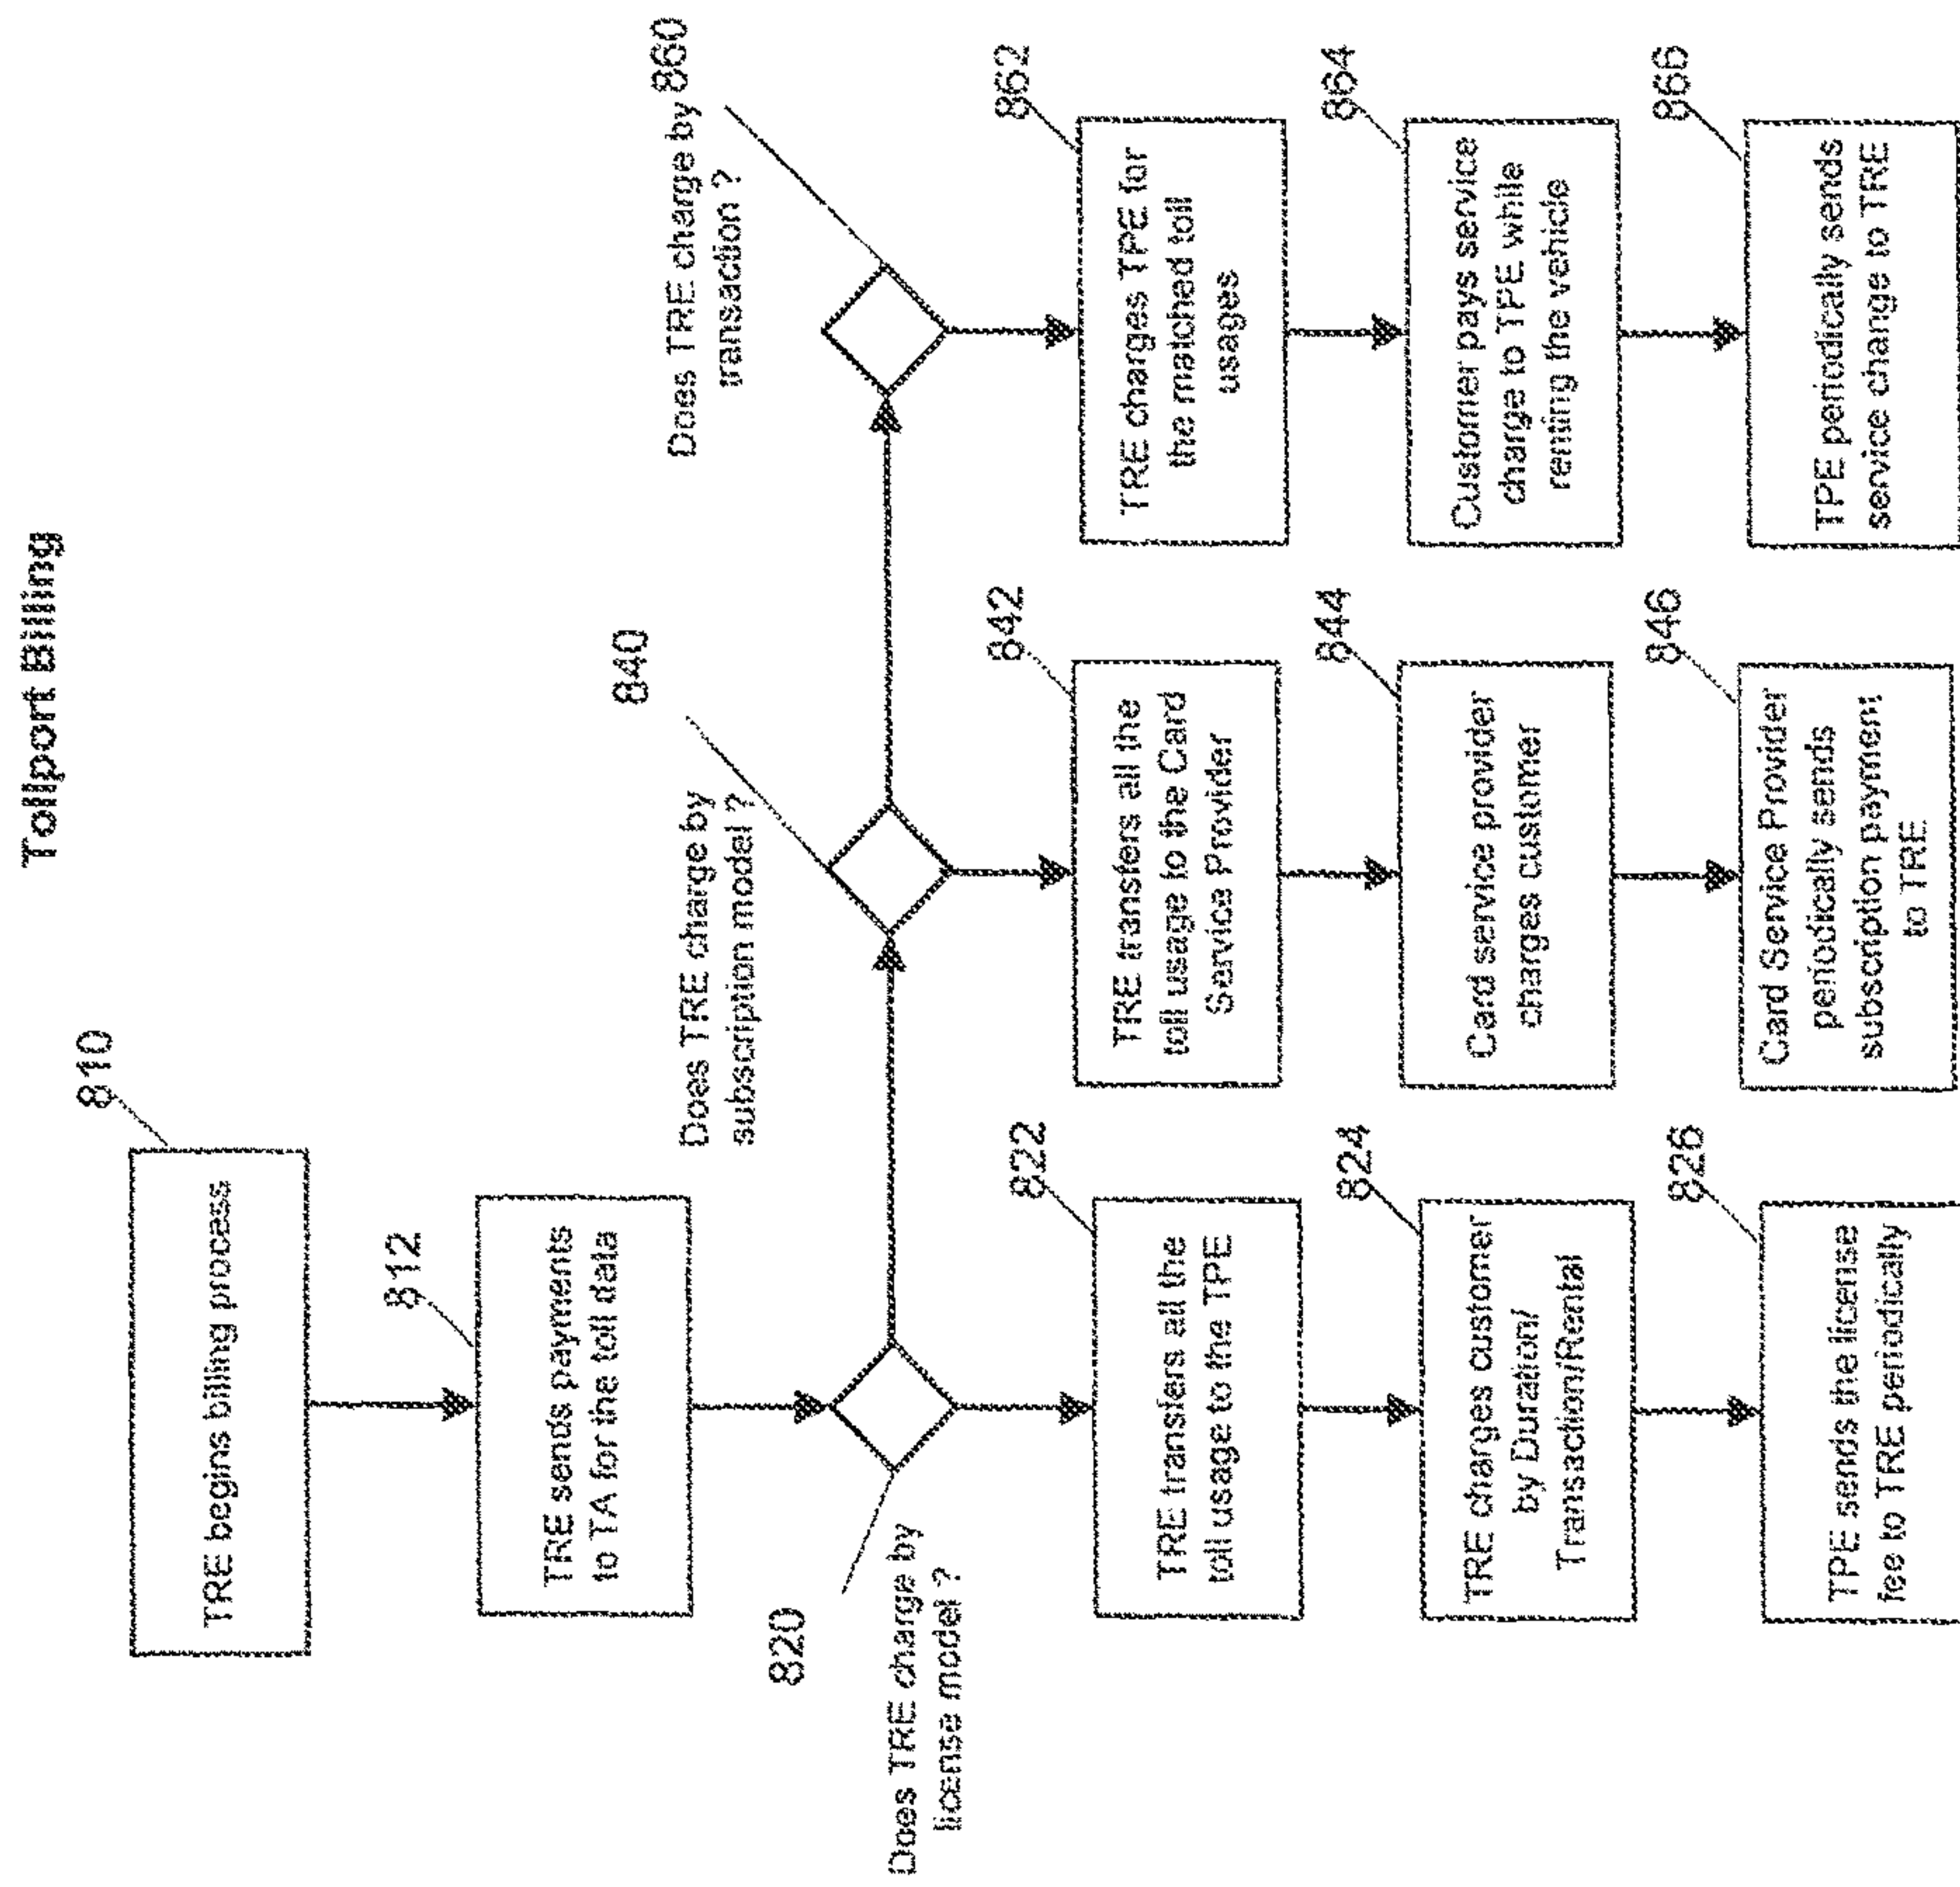 Tollport Billing
810
TRE begins billing process
812
TRE sends payments
to TA for the toll data
820
Does TRE charge by
license model ?
840
Does TRE charge by
subscription model ?
860
Does TRE charge by
transaction ?
822
TRE transfers all the
toll usage to the TPE
824
TRE charges customer
by Duration/
Transaction/Rental
826
TPE sends the license
fee to TRE periodically
842
TRE transfers all the
toll usage to the Card
Service Provider
844
Card service provider
charges customer
846
Card Service Provider
periodically sends
subscription payment
to TRE
862
TRE charges TPE for
the matched toll
usages
864
Customer pays service
charge to TPE while
renting the vehicle
866
TPE periodically sends
service change to TRE